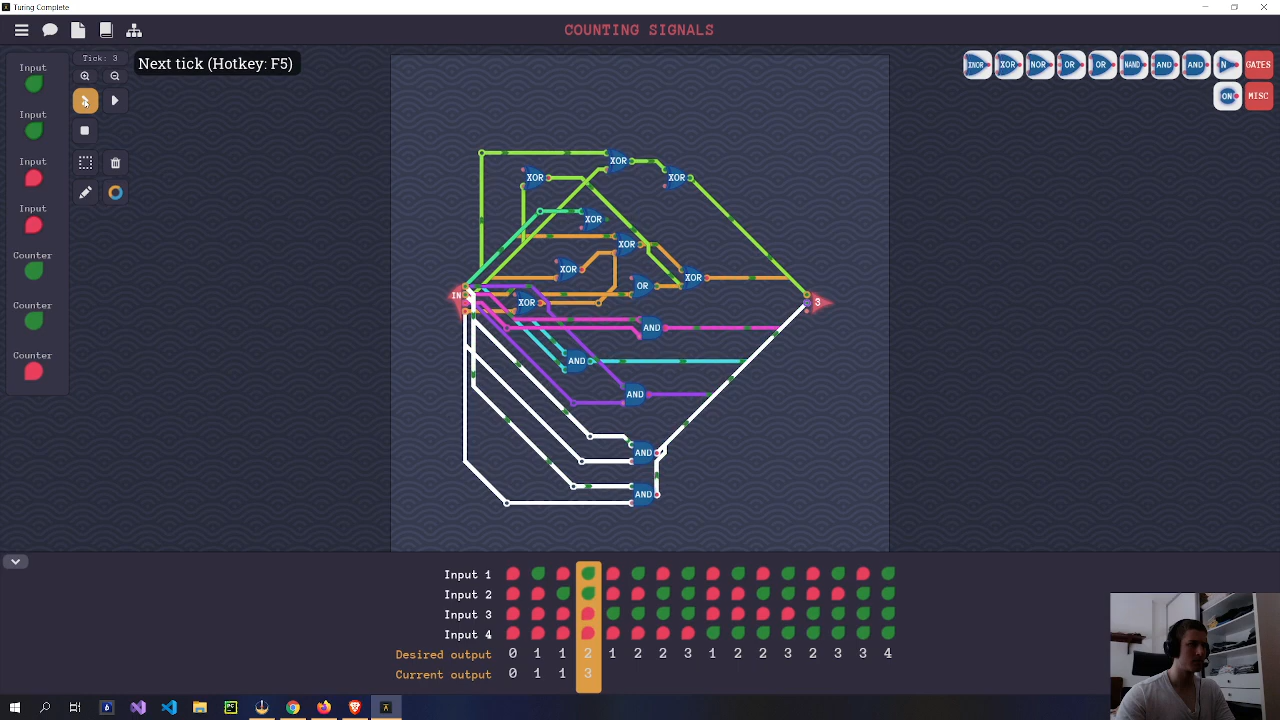 Turing Complete
COUNTING SIGNALS
Tick: 3
Next tick (Hotkey: F5)
Input
Input
Input
Input
Counter
Counter
Counter
XNOR XOR NOR OR OR NAND AND AND N GATES
ON MISC
XOR
XOR
XOR
XOR
XOR
XOR
XOR
OR
IN
XOR
3
AND
AND
AND
AND
AND
Input 1
Input 2
Input 3
Input 4
Desired output 0 1 1 2 1 2 2 3 1 2 2 3 2 3 3 4
Current output 0 1 1 3